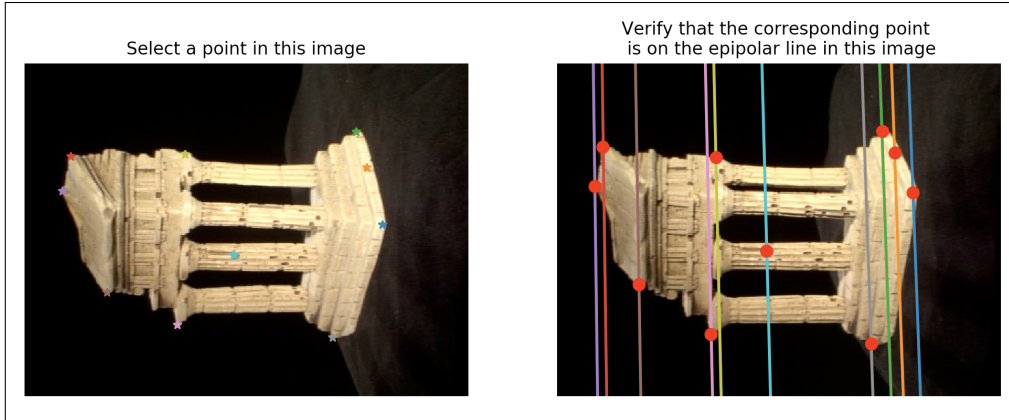 Select a point in this image
Verify that the corresponding point
is on the epipolar line in this image